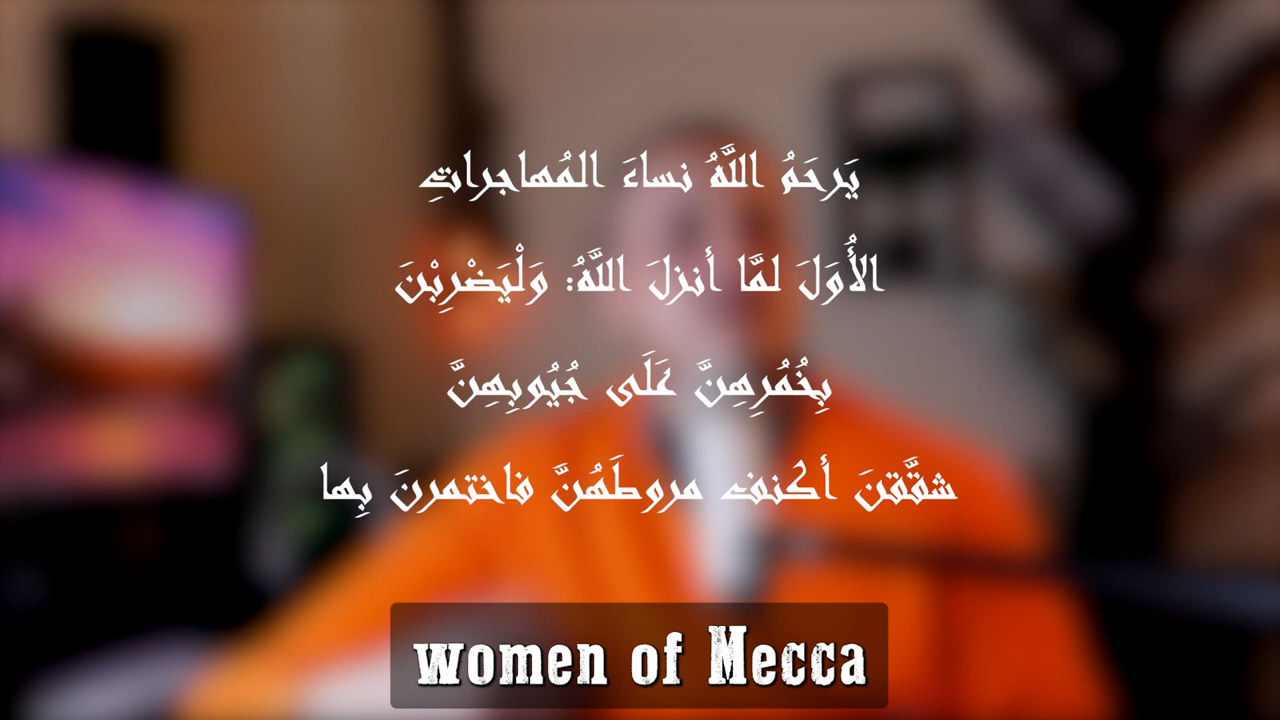 يَرحَمُ اللَّهُ نساءَ المُهاجراتِ
الأُوَلَ لمَّا أنزلَ اللَّهُ: وَلْيَضْرِبْنَ
بِخُمُرِهِنَّ عَلَى جُيُوبِهِنَّ
شقَّقنَ أكنف مروطَهُنَّ فاختمرنَ بِها
women of Mecca